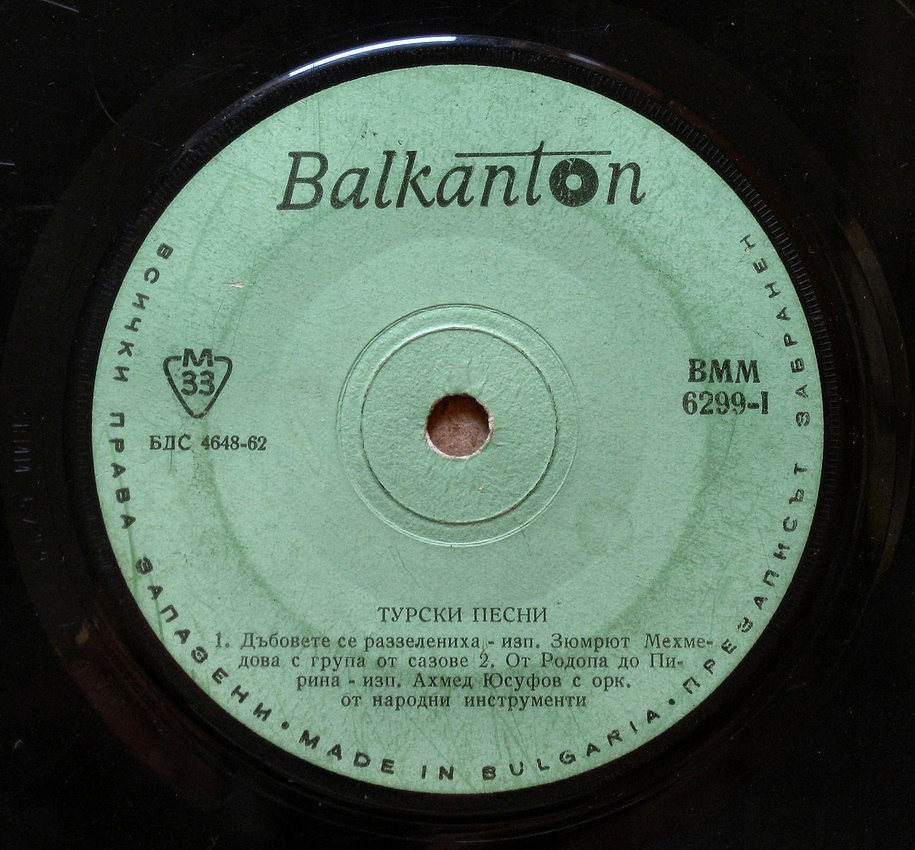 Balkanton
ВСИЧКИ ПРАВА ЗАПАЗЕНИ • MADE IN BULGARIA • ПРЕЗАПИСЪТ ЗАБРАНЕН
М
33
БДС 4648-62
ВММ
6299-I
ТУРСКИ ПЕСНИ
1. Дъбовете се раззелениха - изп. Зюмрют Мехме-
дова с група от сазове 2. От Родопа до Пи-
рина - изп. Ахмед Юсуфов с орк.
от народни инструменти